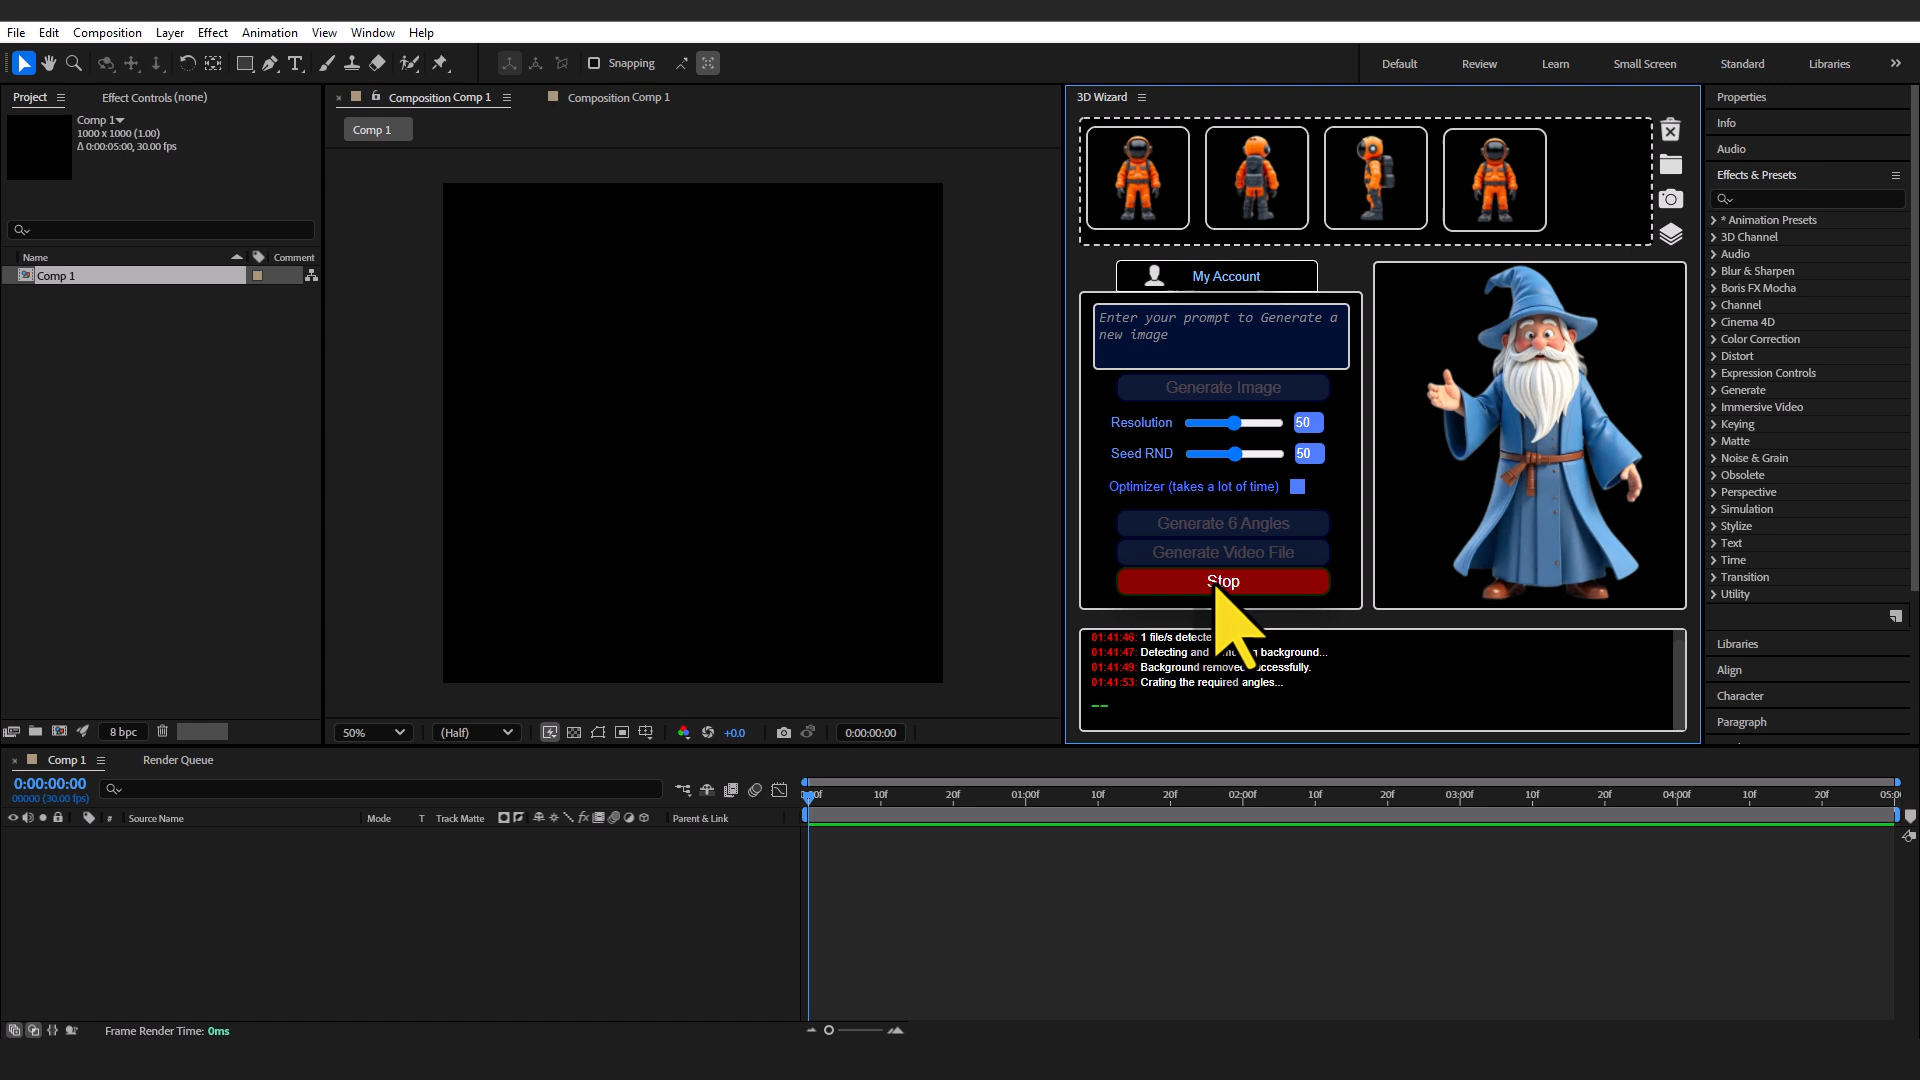 File Edit Composition Layer Effect Animation View Window Help
Snapping
Default Review Learn Small Screen Standard Libraries
Project Effect Controls (none)
Comp 1
1000 x 1000 (1.00)
Δ 0:00:05:00, 30.00 fps
Name Comment
Comp 1
8 bpc
Composition Comp 1 Composition Comp 1
Comp 1
50% (Half) +0.0 0:00:00:00
3D Wizard
My Account
Enter your prompt to Generate a
new image
Generate Image
Resolution 50
Seed RND 50
Optimizer (takes a lot of time)
Generate 6 Angles
Generate Video File
Stop
01:41:46: 1 file/s
01:41:47: Detecting and background...
01:41:49: Background
01:41:53: Crating the required angles...
Properties
Info
Audio
Effects & Presets
* Animation Presets
3D Channel
Audio
Blur & Sharpen
Boris FX Mocha
Channel
Cinema 4D
Color Correction
Distort
Expression Controls
Generate
Immersive Video
Keying
Matte
Noise & Grain
Obsolete
Perspective
Simulation
Stylize
Text
Time
Transition
Utility
Libraries
Align
Character
Paragraph
Comp 1 Render Queue
0:00:00:00
00000 (30.00 fps)
# Source Name Mode T Track Matte fx Parent & Link
10f 20f 01:00f 10f 20f 02:00f 10f 20f 03:00f 10f 20f 04:00f 10f 20f
Frame Render Time: 0ms